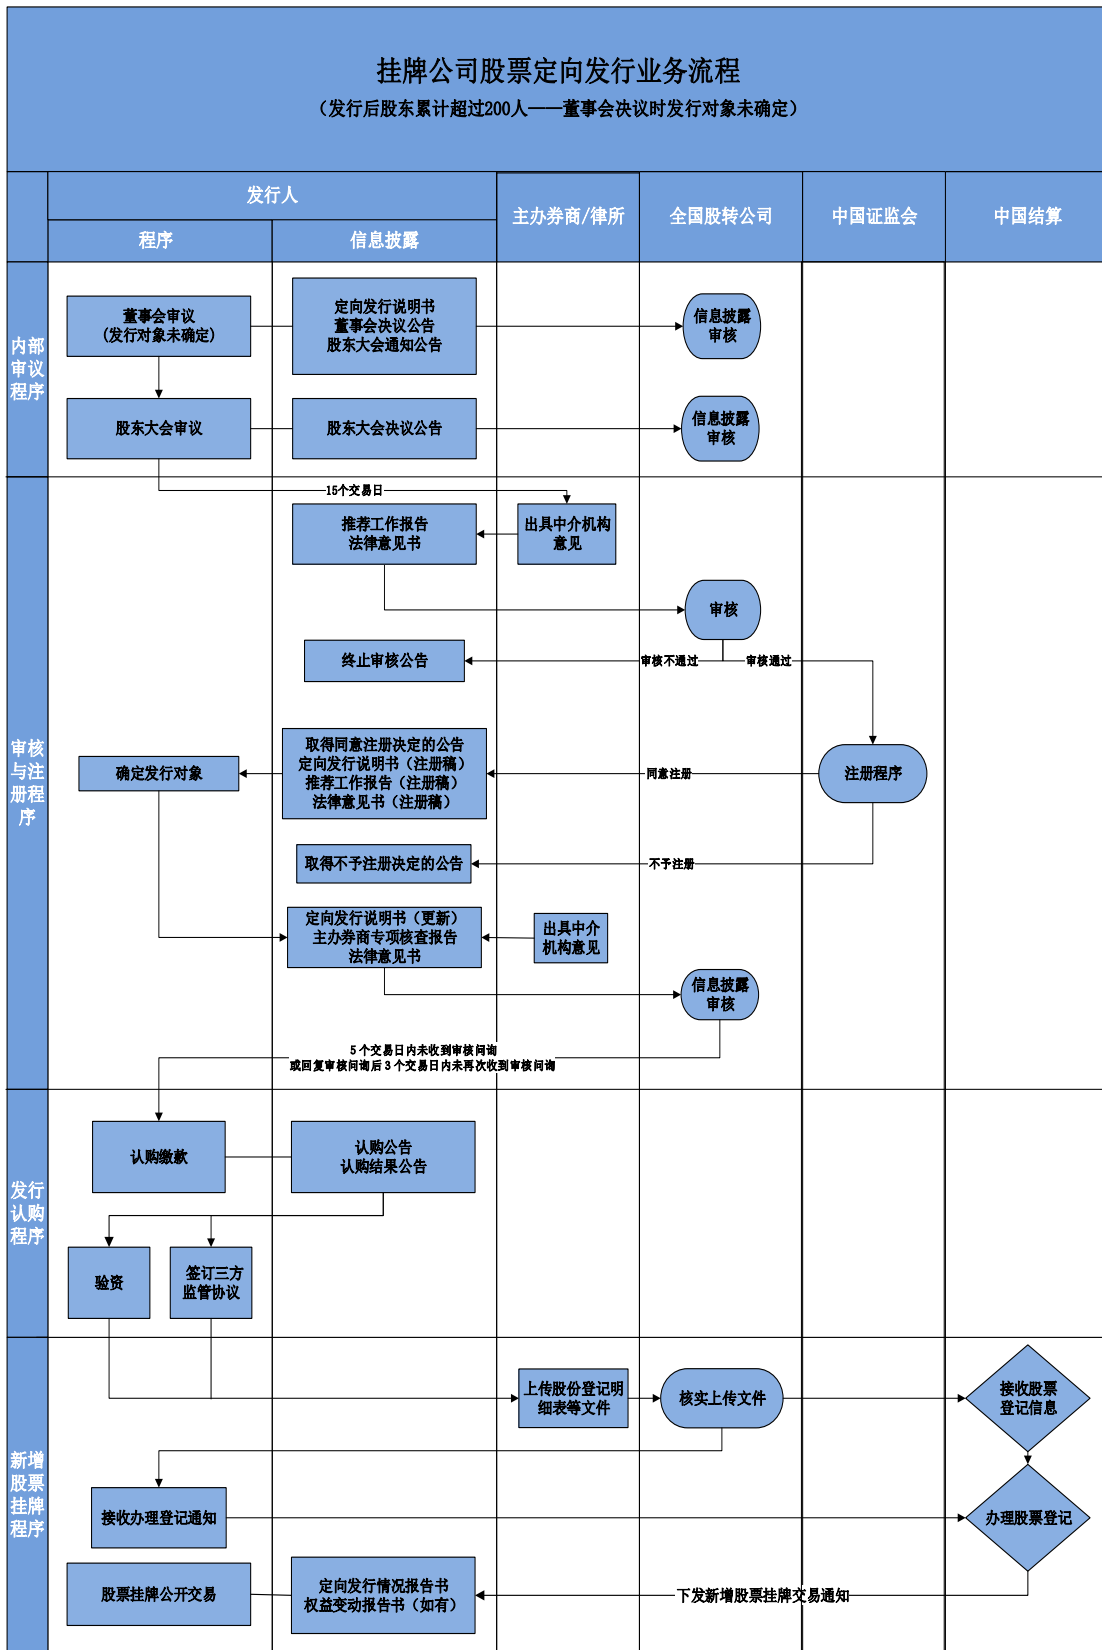 挂牌公司股票定向发行业务流程
（发行后股东累计超过200人——董事会决议时发行对象未确定）
发行人
主办券商/律所
全国股转公司
中国证监会
中国结算
程序
信息披露
内部
审议
程序
董事会审议
(发行对象未确定)
定向发行说明书
董事会决议公告
股东大会通知公告
信息披露
审核
股东大会审议
股东大会决议公告
信息披露
审核
审核
与注
册程
序
15个交易日
推荐工作报告
法律意见书
出具中介机构
意见
审核
终止审核公告
审核不通过
审核通过
确定发行对象
取得同意注册决定的公告
定向发行说明书（注册稿）
推荐工作报告（注册稿）
法律意见书（注册稿）
同意注册
注册程序
取得不予注册决定的公告
不予注册
定向发行说明书（更新）
主办券商专项核查报告
法律意见书
出具中介
机构意见
信息披露
审核
5个交易日内未收到审核问询
或回复审核问询后3个交易日内未再次收到审核问询
发行
认购
程序
认购缴款
认购公告
认购结果公告
验资
签订三方
监管协议
新增
股票
挂牌
程序
上传股份登记明
细表等文件
核实上传文件
接收股票
登记信息
接收办理登记通知
办理股票登记
股票挂牌公开交易
定向发行情况报告书
权益变动报告书（如有）
下发新增股票挂牌交易通知